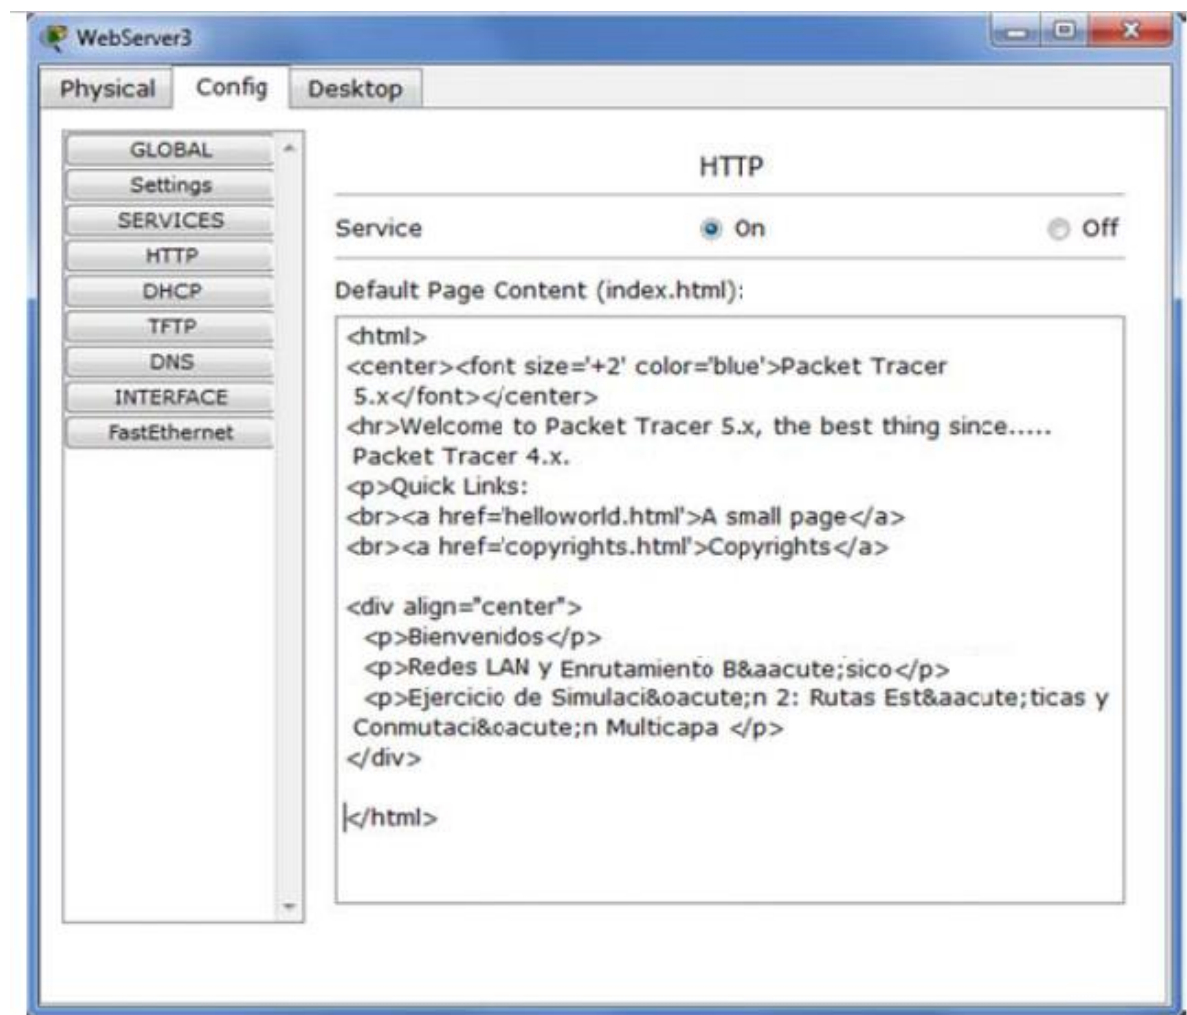 WebServer3
Physical
Config
Desktop
GLOBAL
Settings
SERVICES
HTTP
DHCP
TFTP
DNS
INTERFACE
FastEthernet
HTTP
Service
On
Off
Default Page Content (index.html):
<html>
<center><font size='+2' color='blue'>Packet Tracer
5.x</font></center>
<hr>Welcome to Packet Tracer 5.x, the best thing since.....
Packet Tracer 4.x.
<p>Quick Links:
<br><a href='helloworld.html'>A small page</a>
<br><a href='copyrights.html'>Copyrights</a>
<div align="center">
<p>Bienvenidos</p>
<p>Redes LAN y Enrutamiento B&aacute;sico</p>
<p>Ejercicio de Simulaci&oacute;n 2: Rutas Est&aacute;ticas y
Conmutaci&oacute;n Multicapa </p>
</div>
</html>